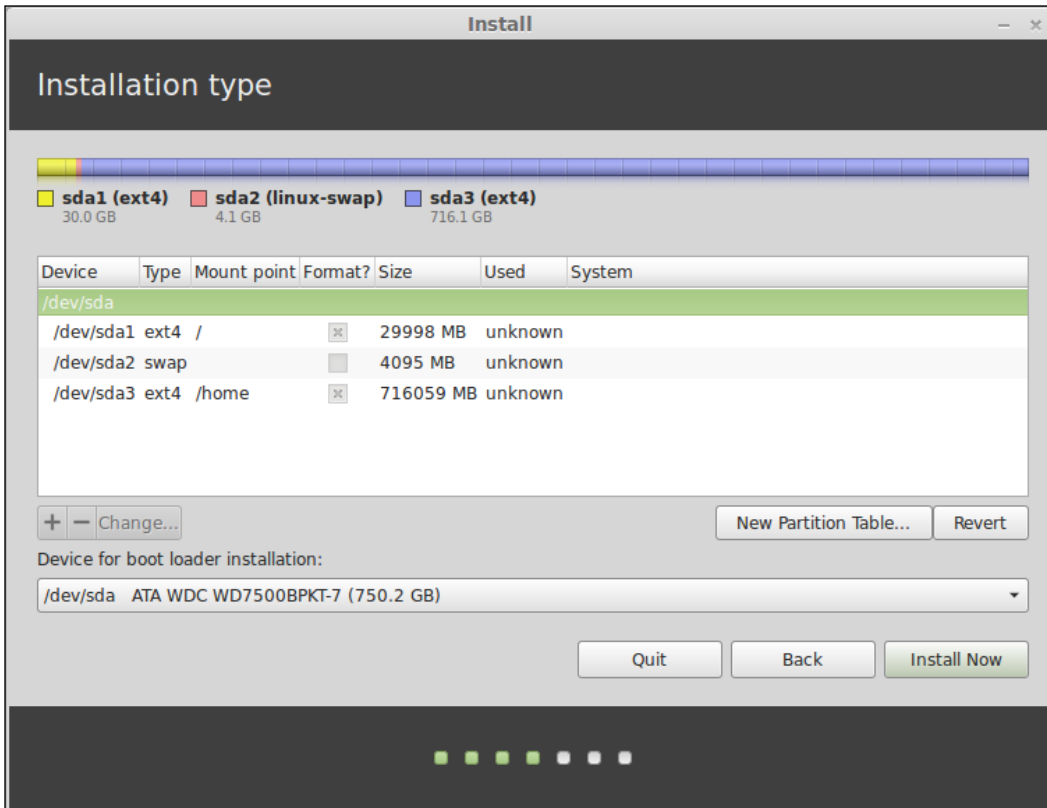 Install
Installation type
sda1 (ext4) sda2 (linux-swap) sda3 (ext4)
30.0 GB 4.1 GB 716.1 GB
Device Type Mount point Format? Size Used System
/dev/sda
/dev/sda1 ext4 / 29998 MB unknown
/dev/sda2 swap 4095 MB unknown
/dev/sda3 ext4 /home 716059 MB unknown
+ − Change... New Partition Table... Revert
Device for boot loader installation:
/dev/sda ATA WDC WD7500BPKT-7 (750.2 GB)
Quit Back Install Now